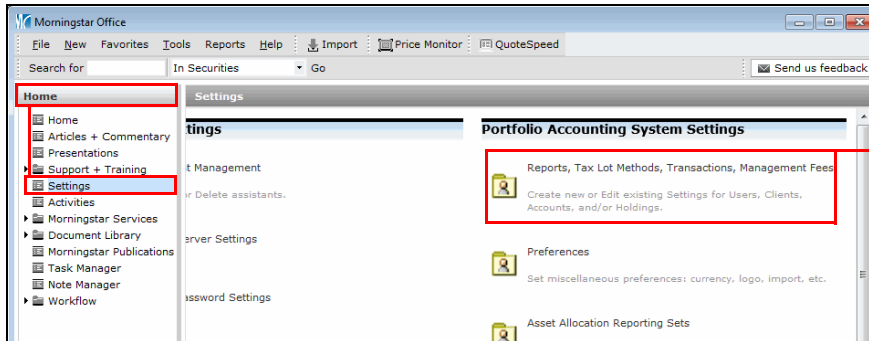 Morningstar Office
File New Favorites Tools Reports Help Import Price Monitor QuoteSpeed
Search for In Securities Go Send us feedback
Home
Settings
Home
Articles + Commentary
Presentations
Support + Training
Settings
Activities
Morningstar Services
Document Library
Morningstar Publications
Task Manager
Note Manager
Workflow
tings
t Management
or Delete assistants.
erver Settings
assword Settings
Portfolio Accounting System Settings
Reports, Tax Lot Methods, Transactions, Management Fees
Create new or Edit existing Settings for Users, Clients,
Accounts, and/or Holdings.
Preferences
Set miscellaneous preferences: currency, logo, import, etc.
Asset Allocation Reporting Sets